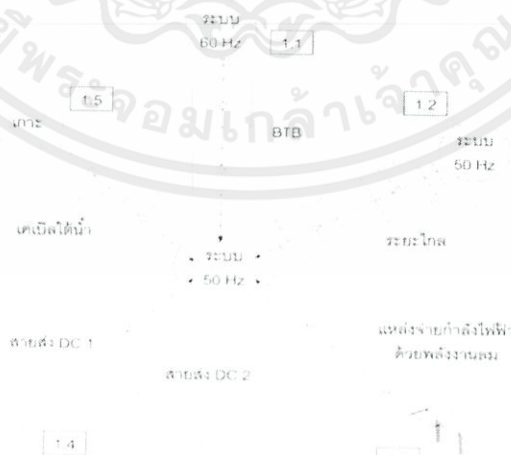 ระบบ
60 Hz
1.1
1.5
1.2
เกาะ
BTB
ระบบ
50 Hz
เคเบิลใต้น้ำ
ระยะไกล
ระบบ
50 Hz
สายส่ง DC 1
แหล่งจ่ายกำลังไฟฟ้า
ด้วยพลังงานลม
สายส่ง DC 2
1.4